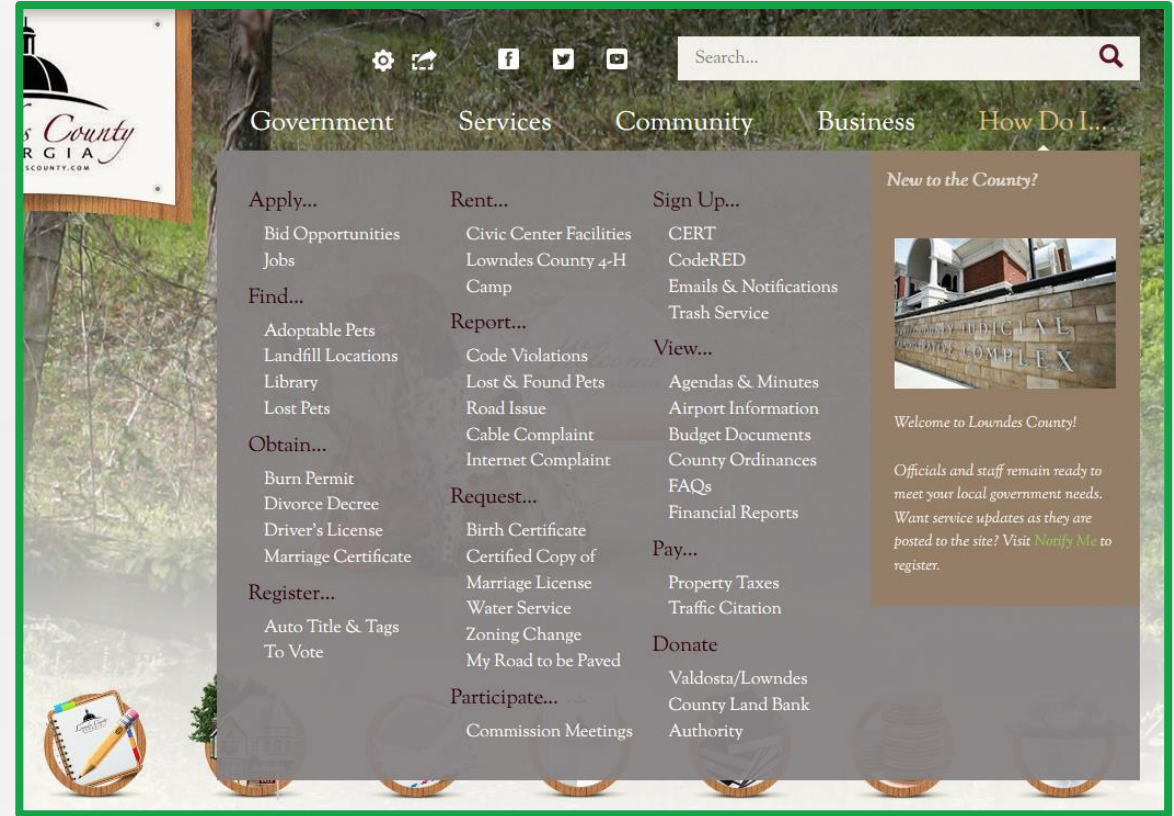 County
RGIA
SCOUNTY.COM
Search...
Government
Services
Community
Business
How Do I...
Apply...
Bid Opportunities
Jobs
Find...
Adoptable Pets
Landfill Locations
Library
Lost Pets
Obtain...
Burn Permit
Divorce Decree
Driver's License
Marriage Certificate
Register...
Auto Title & Tags
To Vote
Rent...
Civic Center Facilities
Lowndes County 4-H
Camp
Report...
Code Violations
Lost & Found Pets
Road Issue
Cable Complaint
Internet Complaint
Request...
Birth Certificate
Certified Copy of
Marriage License
Water Service
Zoning Change
My Road to be Paved
Participate...
Commission Meetings
Sign Up...
CERT
CodeRED
Emails & Notifications
Trash Service
View...
Agendas & Minutes
Airport Information
Budget Documents
County Ordinances
FAQs
Financial Reports
Pay...
Property Taxes
Traffic Citation
Donate
Valdosta/Lowndes
County Land Bank
Authority
New to the County?
JUDICIAL
COMPLEX
Welcome to Lowndes County!
Officials and staff remain ready to
meet your local government needs.
Want service updates as they are
posted to the site? Visit Notify Me to
register.